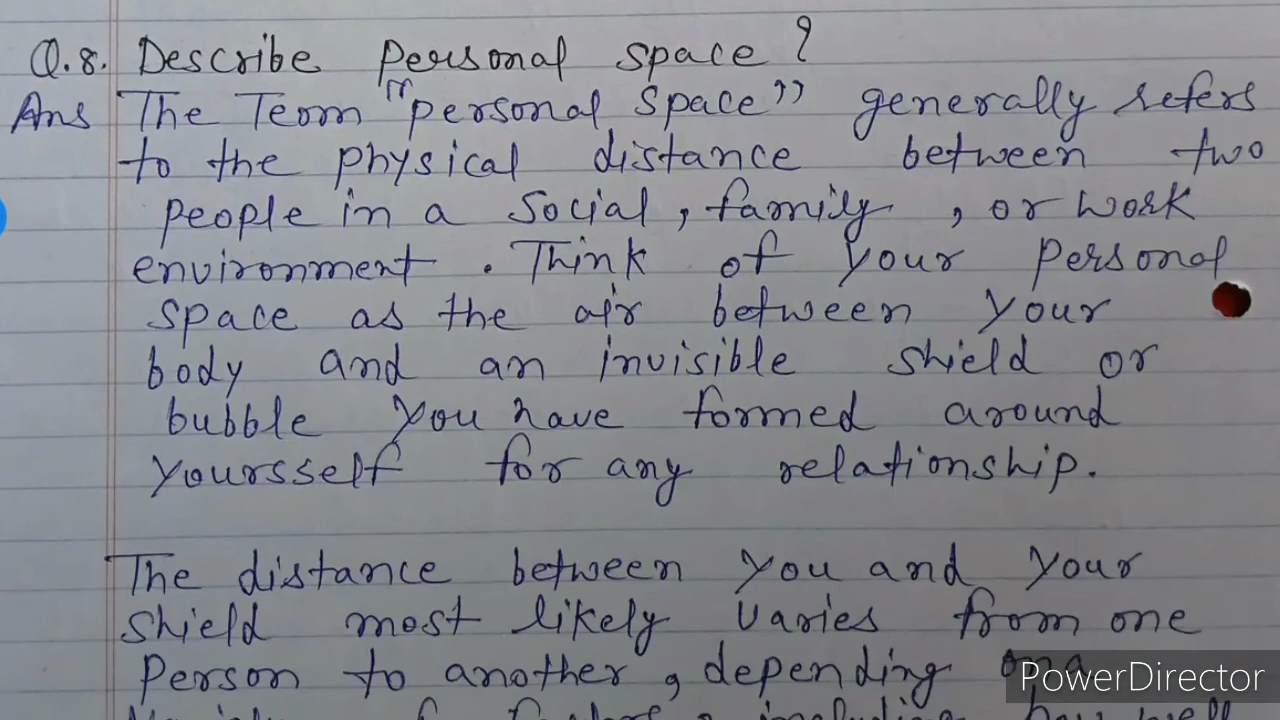 Q.8. Describe Personal space?
Ans The Term "personal space" generally refers
to the physical distance between two
people in a social, family, or work
environment. Think of your personal
space as the air between your
body and an invisible shield or
bubble you have formed around
yoursself for any relationship.
The distance between you and your
shield most likely varies from one
person to another, depending on a
PowerDirector
how well